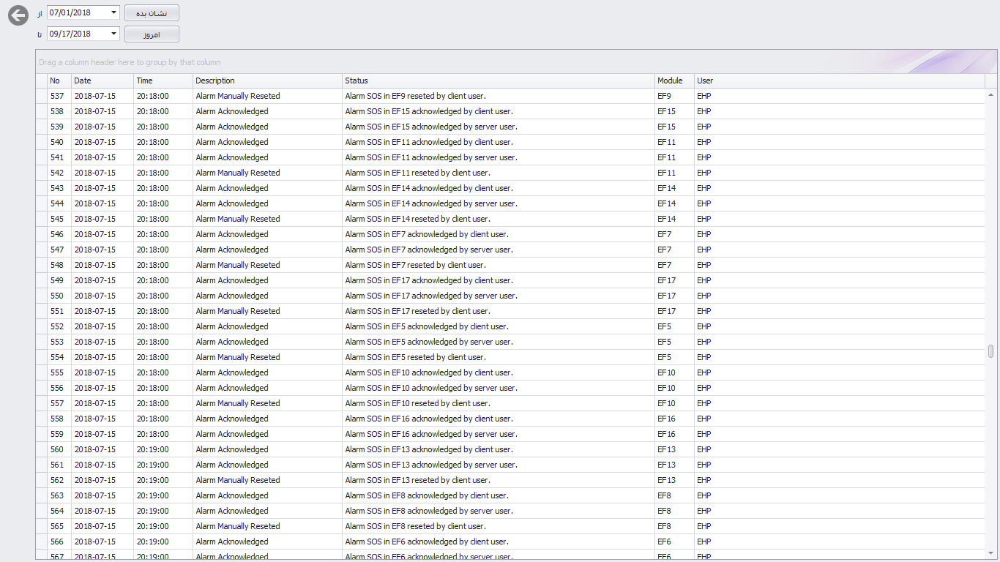 از 07/01/2018 نشان بده
تا 09/17/2018 امروز
Drag a column header here to group by that column
No Date Time Description Status Module User
537 2018-07-15 20:18:00 Alarm Manually Reseted Alarm SOS in EF9 reseted by client user. EF9 EHP
538 2018-07-15 20:18:00 Alarm Acknowledged Alarm SOS in EF15 acknowledged by client user. EF15 EHP
539 2018-07-15 20:18:00 Alarm Acknowledged Alarm SOS in EF15 acknowledged by server user. EF15 EHP
540 2018-07-15 20:18:00 Alarm Acknowledged Alarm SOS in EF11 acknowledged by client user. EF11 EHP
541 2018-07-15 20:18:00 Alarm Acknowledged Alarm SOS in EF11 acknowledged by server user. EF11 EHP
542 2018-07-15 20:18:00 Alarm Manually Reseted Alarm SOS in EF11 reseted by client user. EF11 EHP
543 2018-07-15 20:18:00 Alarm Acknowledged Alarm SOS in EF14 acknowledged by client user. EF14 EHP
544 2018-07-15 20:18:00 Alarm Acknowledged Alarm SOS in EF14 acknowledged by server user. EF14 EHP
545 2018-07-15 20:18:00 Alarm Manually Reseted Alarm SOS in EF14 reseted by client user. EF14 EHP
546 2018-07-15 20:18:00 Alarm Acknowledged Alarm SOS in EF7 acknowledged by client user. EF7 EHP
547 2018-07-15 20:18:00 Alarm Acknowledged Alarm SOS in EF7 acknowledged by server user. EF7 EHP
548 2018-07-15 20:18:00 Alarm Manually Reseted Alarm SOS in EF7 reseted by client user. EF7 EHP
549 2018-07-15 20:18:00 Alarm Acknowledged Alarm SOS in EF17 acknowledged by client user. EF17 EHP
550 2018-07-15 20:18:00 Alarm Acknowledged Alarm SOS in EF17 acknowledged by server user. EF17 EHP
551 2018-07-15 20:18:00 Alarm Manually Reseted Alarm SOS in EF17 reseted by client user. EF17 EHP
552 2018-07-15 20:18:00 Alarm Acknowledged Alarm SOS in EF5 acknowledged by client user. EF5 EHP
553 2018-07-15 20:18:00 Alarm Acknowledged Alarm SOS in EF5 acknowledged by server user. EF5 EHP
554 2018-07-15 20:18:00 Alarm Manually Reseted Alarm SOS in EF5 reseted by client user. EF5 EHP
555 2018-07-15 20:18:00 Alarm Acknowledged Alarm SOS in EF10 acknowledged by client user. EF10 EHP
556 2018-07-15 20:18:00 Alarm Acknowledged Alarm SOS in EF10 acknowledged by server user. EF10 EHP
557 2018-07-15 20:18:00 Alarm Manually Reseted Alarm SOS in EF10 reseted by client user. EF10 EHP
558 2018-07-15 20:18:00 Alarm Acknowledged Alarm SOS in EF16 acknowledged by client user. EF16 EHP
559 2018-07-15 20:18:00 Alarm Acknowledged Alarm SOS in EF16 acknowledged by server user. EF16 EHP
560 2018-07-15 20:19:00 Alarm Acknowledged Alarm SOS in EF13 acknowledged by client user. EF13 EHP
561 2018-07-15 20:19:00 Alarm Acknowledged Alarm SOS in EF13 acknowledged by server user. EF13 EHP
562 2018-07-15 20:19:00 Alarm Manually Reseted Alarm SOS in EF13 reseted by client user. EF13 EHP
563 2018-07-15 20:19:00 Alarm Acknowledged Alarm SOS in EF8 acknowledged by client user. EF8 EHP
564 2018-07-15 20:19:00 Alarm Acknowledged Alarm SOS in EF8 acknowledged by server user. EF8 EHP
565 2018-07-15 20:19:00 Alarm Manually Reseted Alarm SOS in EF8 reseted by client user. EF8 EHP
566 2018-07-15 20:19:00 Alarm Acknowledged Alarm SOS in EF6 acknowledged by client user. EF6 EHP
567 2018-07-15 20:19:00 Alarm Acknowledged Alarm SOS in EF6 acknowledged by server user. EF6 EHP